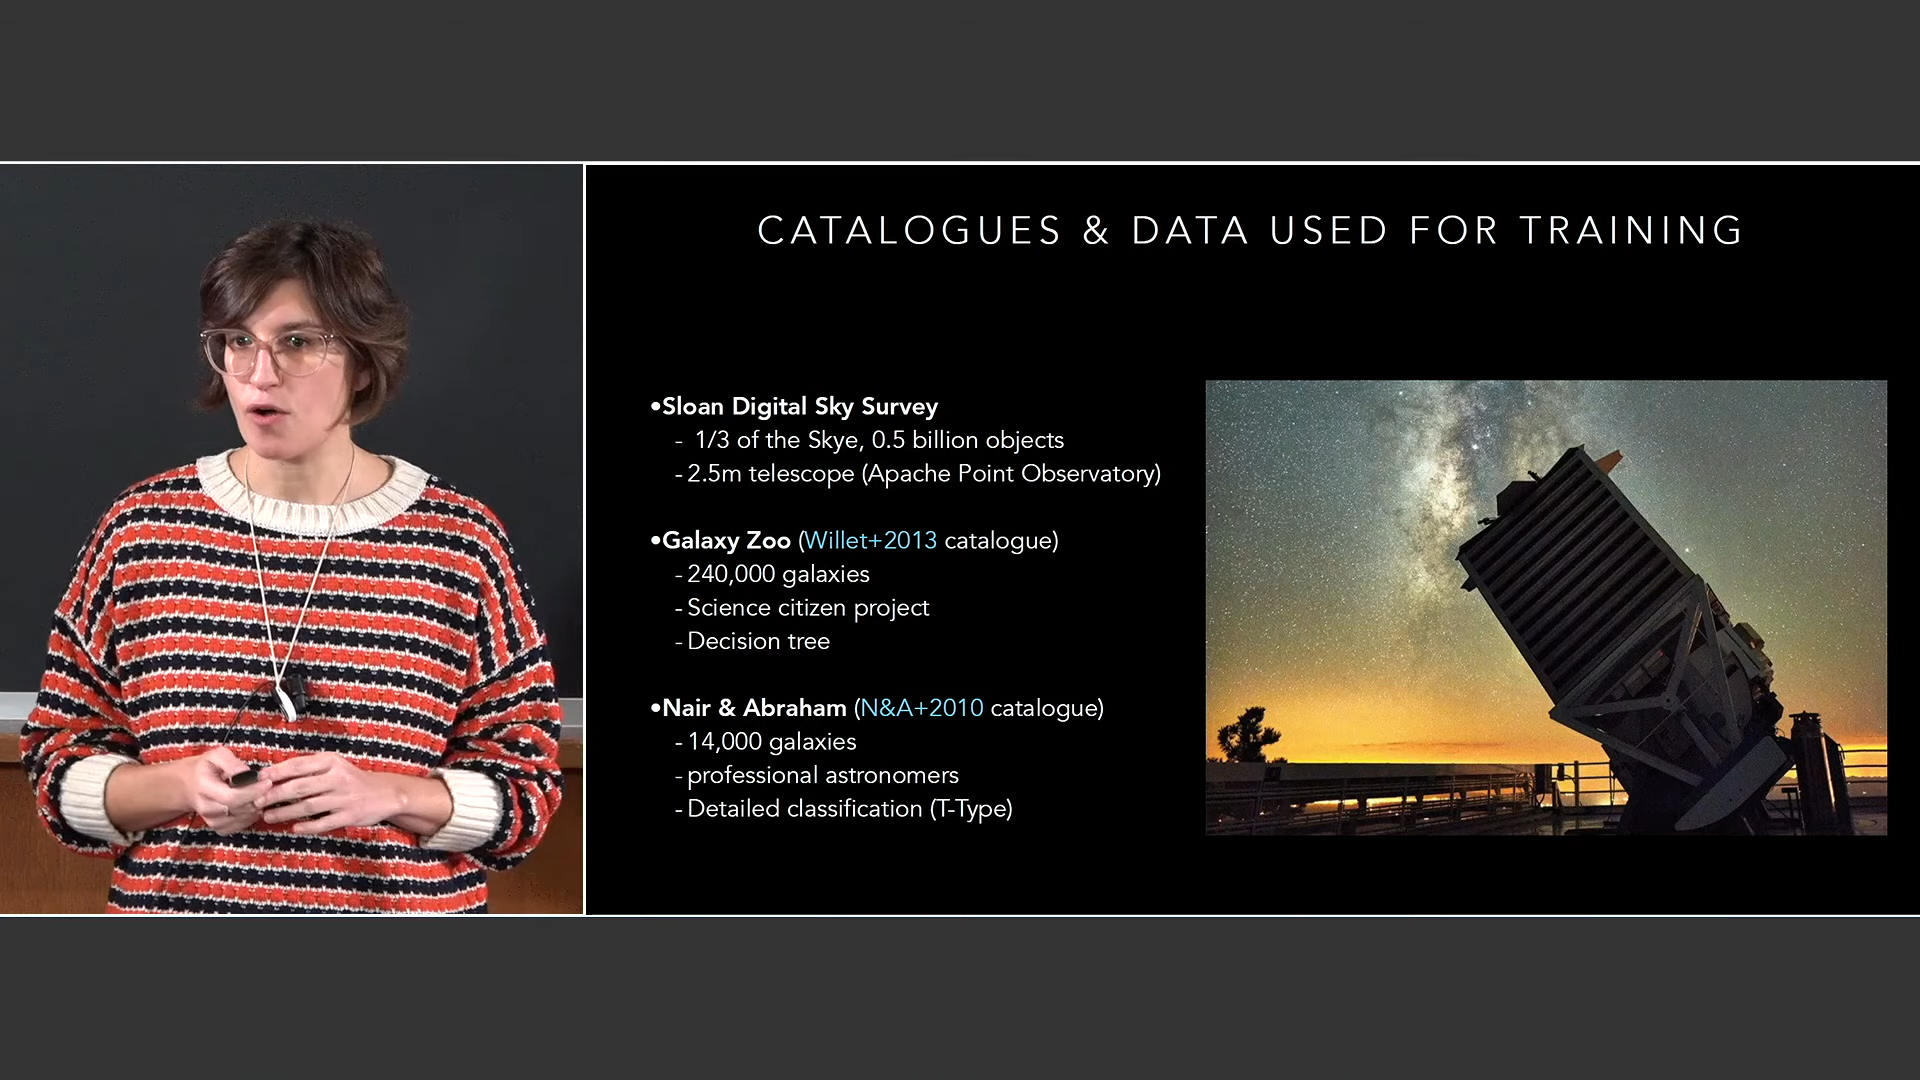 CATALOGUES & DATA USED FOR TRAINING
•Sloan Digital Sky Survey
- 1/3 of the Skye, 0.5 billion objects
- 2.5m telescope (Apache Point Observatory)
•Galaxy Zoo (Willet+2013 catalogue)
- 240,000 galaxies
- Science citizen project
- Decision tree
•Nair & Abraham (N&A+2010 catalogue)
- 14,000 galaxies
- professional astronomers
- Detailed classification (T-Type)